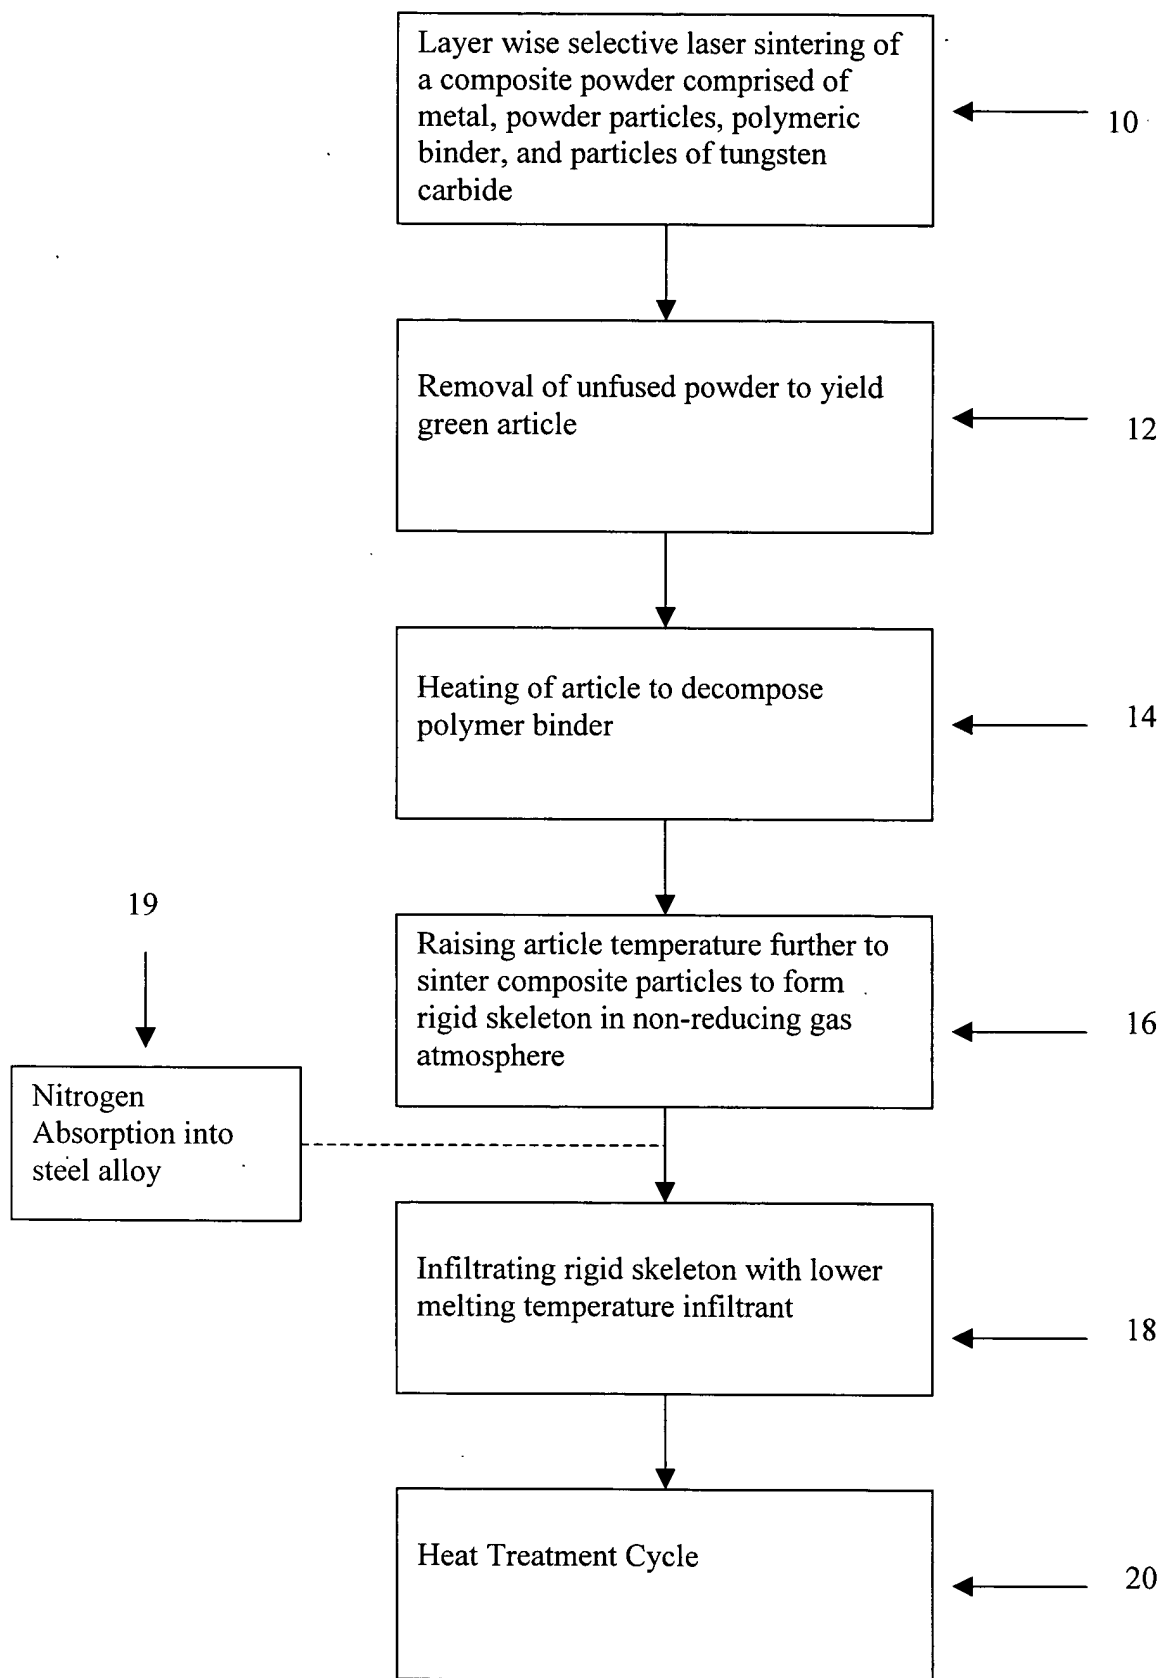 Layer wise selective laser sintering of
a composite powder comprised of
metal, powder particles, polymeric
binder, and particles of tungsten
carbide
10
Removal of unfused powder to yield
green article
12
Heating of article to decompose
polymer binder
14
19
Raising article temperature further to
sinter composite particles to form
rigid skeleton in non-reducing gas
atmosphere
16
Nitrogen
Absorption into
steel alloy
Infiltrating rigid skeleton with lower
melting temperature infiltrant
18
Heat Treatment Cycle
20